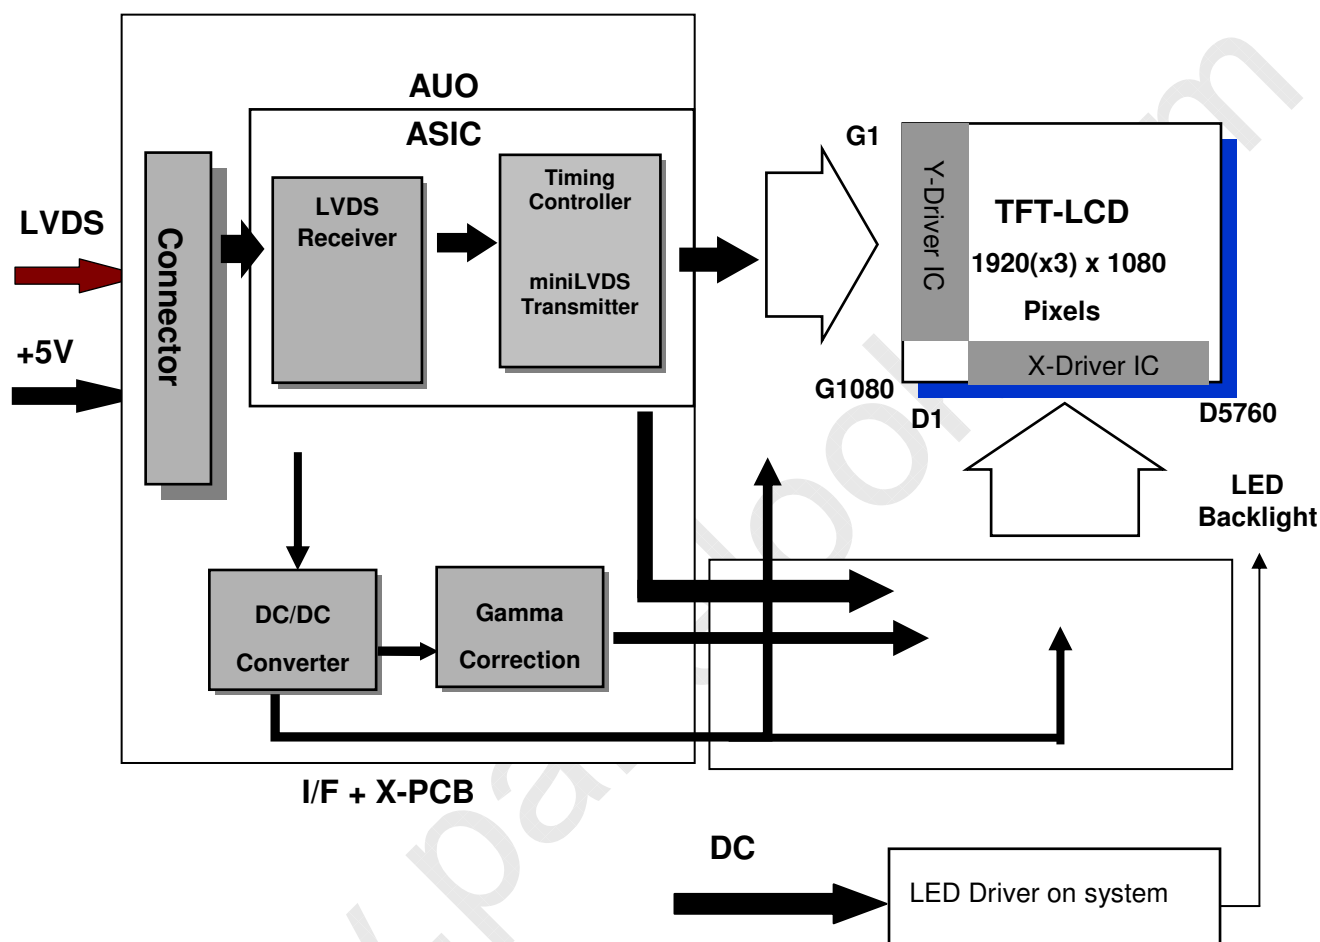 AUO
ASIC
G1
LVDS
Connector
LVDS
Receiver
Timing
Controller
miniLVDS
Transmitter
Y-Driver IC
TFT-LCD
1920(x3) x 1080
Pixels
X-Driver IC
+5V
G1080
D1
D5760
LED
Backlight
DC/DC
Converter
Gamma
Correction
I/F + X-PCB
DC
LED Driver on system